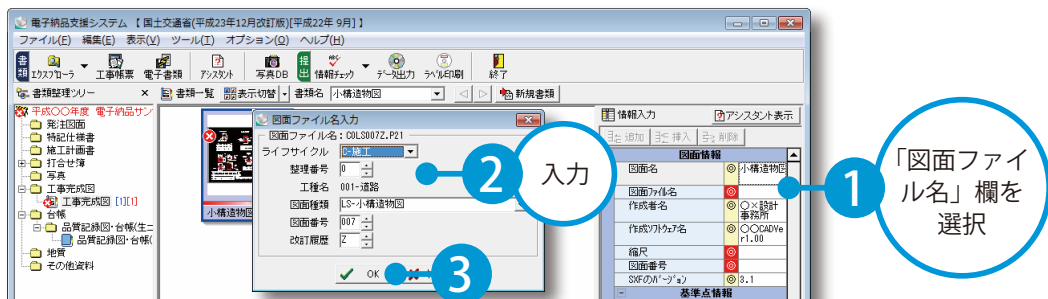 電子納品支援システム 【 国土交通省(平成23年12月改訂版)[平成22年 9月] 】
ファイル(F) 編集(E) 表示(V) ツール(T) オプション(O) ヘルプ(H)
書類 エクスプローラ 工事帳票 電子書類 アシスタント 写真DB 提出 情報チェック データ出力 ラベル印刷 終了
書類整理ツリー × 書類一覧 表示切替 書類名 小構造物図 新規書類
平成〇〇年度 電子納品サン
発注図面
特記仕様書
施工計画書
打合せ簿
写真
工事完成図
工事完成図 [1][1]
台帳
品質記録図・台帳(生コ
品質記録図・台帳(
地質
その他資料
小構造物
図面ファイル名入力
図面ファイル名：C0LS007Z.P21
ライフサイクル C-施工
整理番号 0
工種名 001-道路
図面種類 LS-小構造物図
図面番号 007
改訂履歴 Z
OK
2
入力
3
情報入力 アシスタント表示
追加 挿入 削除
図面情報
図面名 ◎ 小構造物図
図面ファイル名 ◎
作成者名 ◎ 〇×設計事務所
作成ソフトウェア名 ◎ 〇〇CADVer1.00
縮尺 ◎
図面番号 ◎
SXFのバージョン ◎ 3.1
基準点情報
1
「図面ファイ
ル名」欄を
選択